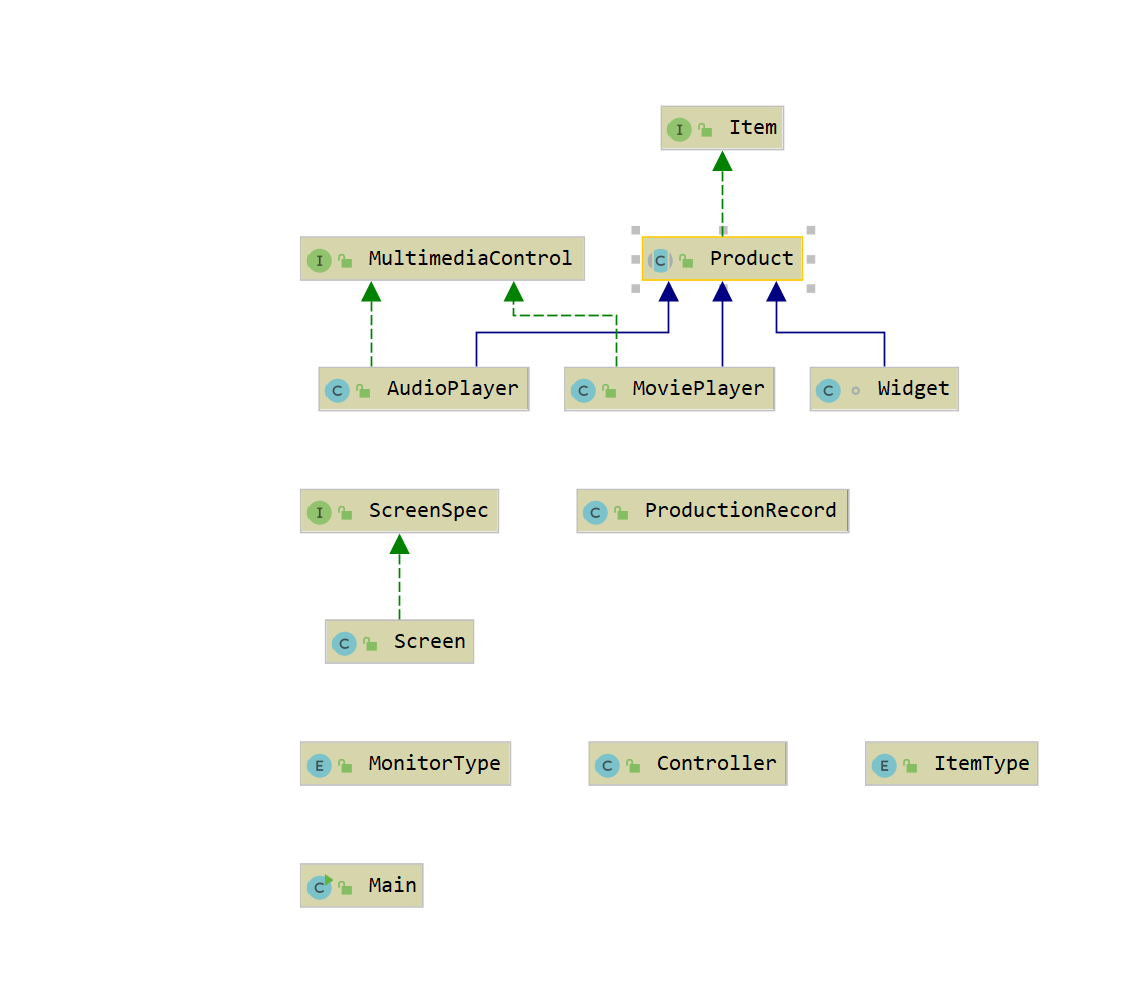 I Item
I MultimediaControl
C Product
C AudioPlayer
C MoviePlayer
C Widget
I ScreenSpec
C ProductionRecord
C Screen
E MonitorType
C Controller
E ItemType
C Main